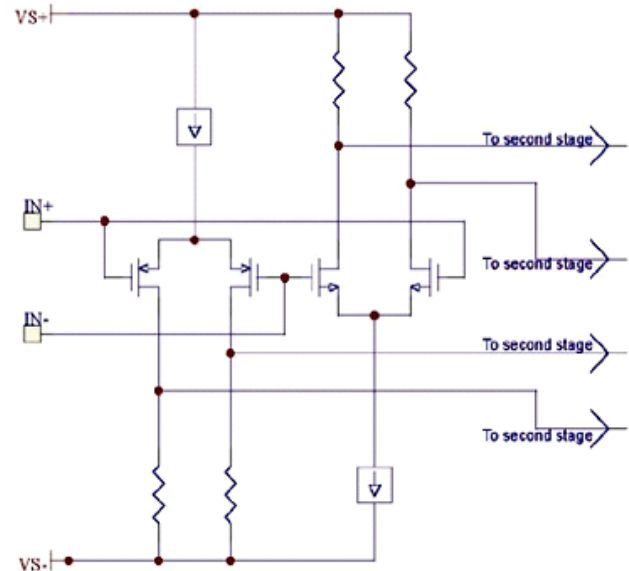 VS+
To second stage
IN+
To second stage
IN-
To second stage
To second stage
VS-